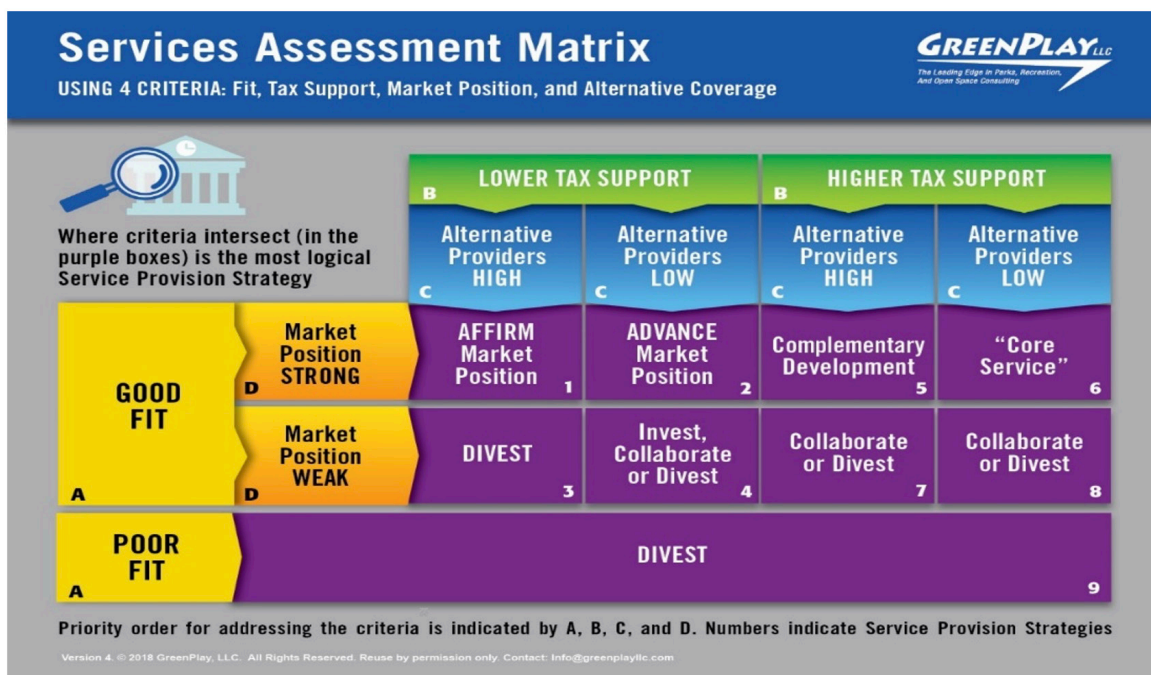 Services Assessment Matrix
USING 4 CRITERIA: Fit, Tax Support, Market Position, and Alternative Coverage
GREENPLAY LLC
The Leading Edge In Parks, Recreation,
And Open Space Consulting
Where criteria intersect (in the
purple boxes) is the most logical
Service Provision Strategy
B
LOWER TAX SUPPORT
B
HIGHER TAX SUPPORT
Alternative
Providers
HIGH
C
Alternative
Providers
LOW
C
Alternative
Providers
HIGH
C
Alternative
Providers
LOW
C
GOOD
FIT
A
Market
Position
STRONG
D
AFFIRM
Market
Position
1
ADVANCE
Market
Position
2
Complementary
Development
5
“Core
Service”
6
Market
Position
WEAK
D
DIVEST
3
Invest,
Collaborate
or Divest
4
Collaborate
or Divest
7
Collaborate
or Divest
8
POOR
FIT
A
DIVEST
9
Priority order for addressing the criteria is indicated by A, B, C, and D. Numbers indicate Service Provision Strategies
Version 4. © 2018 GreenPlay, LLC. All Rights Reserved. Reuse by permission only. Contact: Info@greenplayllc.com